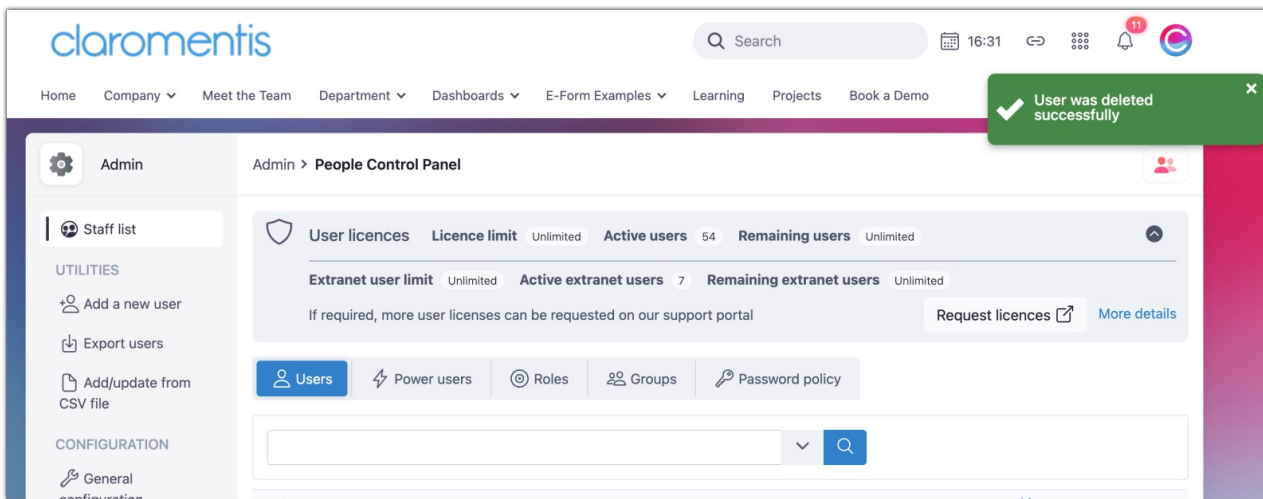 claromentis
Search
16:31
11
Home Company Meet the Team Department Dashboards E-Form Examples Learning Projects Book a Demo
User was deleted
successfully
Admin
Admin > People Control Panel
Staff list
UTILITIES
Add a new user
Export users
Add/update from
CSV file
CONFIGURATION
General
configuration
User licences Licence limit Unlimited Active users 54 Remaining users Unlimited
Extranet user limit Unlimited Active extranet users 7 Remaining extranet users Unlimited
If required, more user licenses can be requested on our support portal Request licences More details
Users Power users Roles Groups Password policy